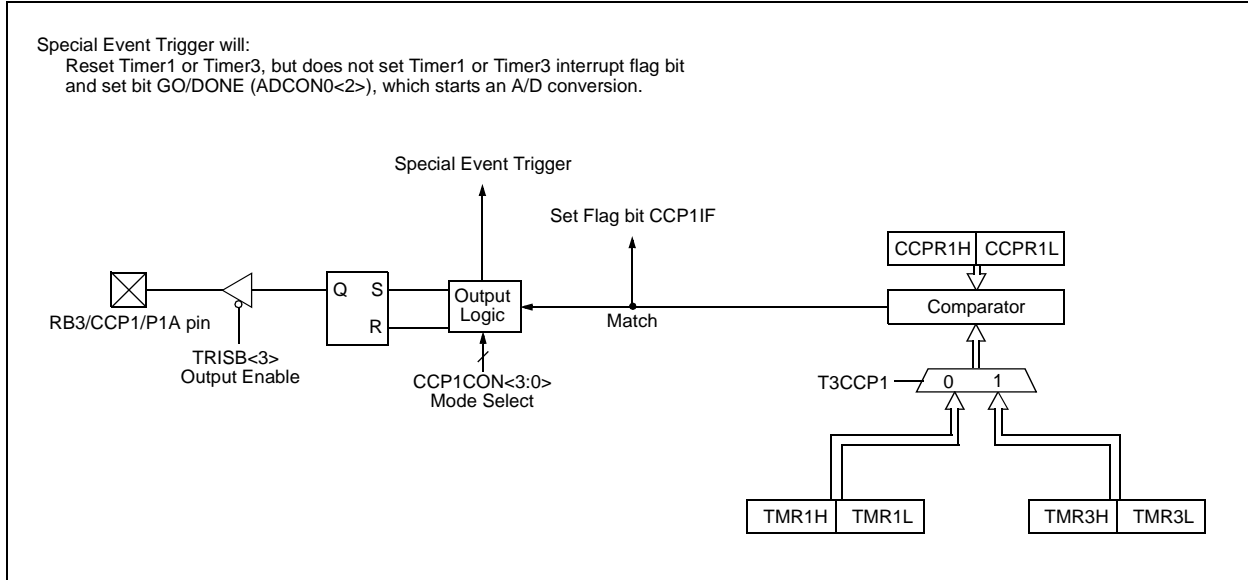 Special Event Trigger will:
Reset Timer1 or Timer3, but does not set Timer1 or Timer3 interrupt flag bit
and set bit GO/DONE (ADCON0<2>), which starts an A/D conversion.
Special Event Trigger
Set Flag bit CCP1IF
CCPR1H CCPR1L
Q S
R
Output
Logic
Comparator
RB3/CCP1/P1A pin
Match
TRISB<3>
Output Enable
CCP1CON<3:0>
Mode Select
T3CCP1
0 1
TMR1H TMR1L
TMR3H TMR3L